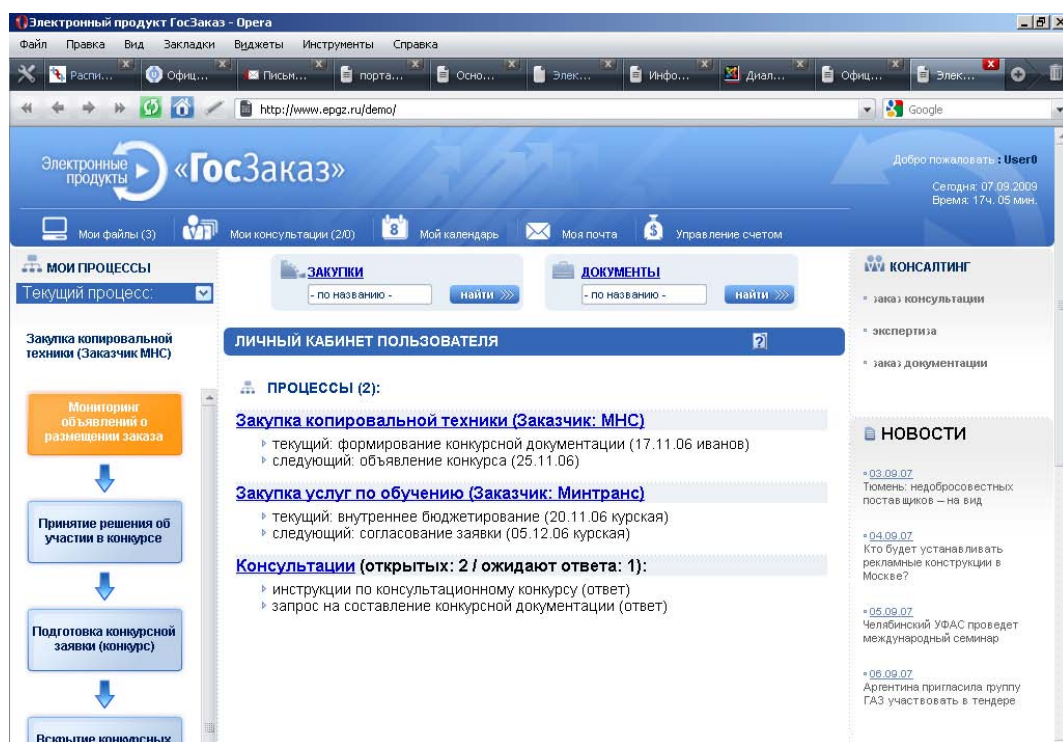 Электронный продукт ГосЗаказ - Opera
Файл Правка Вид Закладки Виджеты Инструменты Справка
Распи... Офиц... Письм... порта... Осно... Элек... Инфо... Диал... Офиц... Элек...
http://www.epgz.ru/demo/ Google
Электронные продукты
«ГосЗаказ»
Добро пожаловать : User0
Сегодня: 07.09.2009
Время: 17ч. 05 мин.
Мои файлы (3) Мои консультации (2/0) 8 Мой календарь Моя почта $ Управление счетом
МОИ ПРОЦЕССЫ
Текущий процесс:
Закупка копировальной
техники (Заказчик МНС)
Мониторинг
объявлений о
размещении заказа
Принятие решения об
участии в конкурсе
Подготовка конкурсной
заявки (конкурс)
Вскрытие конкурсных
ЗАКУПКИ
- по названию - найти
ДОКУМЕНТЫ
- по названию - найти
ЛИЧНЫЙ КАБИНЕТ ПОЛЬЗОВАТЕЛЯ ?
ПРОЦЕССЫ (2):
Закупка копировальной техники (Заказчик: МНС)
текущий: формирование конкурсной документации (17.11.06 иванов)
следующий: объявление конкурса (25.11.06)
Закупка услуг по обучению (Заказчик: Минтранс)
текущий: внутреннее бюджетирование (20.11.06 курская)
следующий: согласование заявки (05.12.06 курская)
Консультации (открытых: 2 / ожидают ответа: 1):
инструкции по консультационному конкурсу (ответ)
запрос на составление конкурсной документации (ответ)
КОНСАЛТИНГ
заказ консультации
экспертиза
заказ документации
НОВОСТИ
03.09.07
Тюмень: недобросовестных
поставщиков – на вид
04.09.07
Кто будет устанавливать
рекламные конструкции в
Москве?
05.09.07
Челябинский УФАС проведет
международный семинар
06.09.07
Аргентина пригласила группу
ГАЗ участвовать в тендере